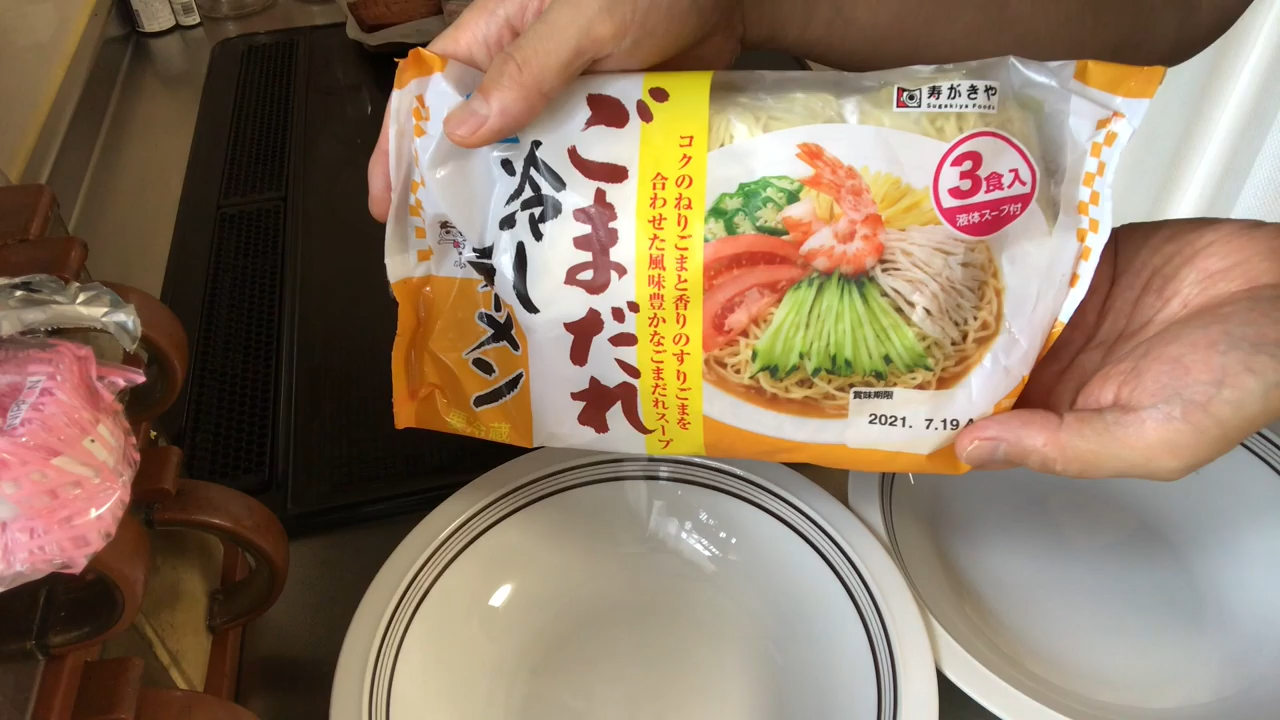 寿がきや
Sugakiya Foods
3食入
液体スープ付
コクのねりごまと香りのすりごまを
合わせた風味豊かなごまだれスープ
ごまだれ
冷しラーメン
要冷蔵
賞味期限
2021. 7.19